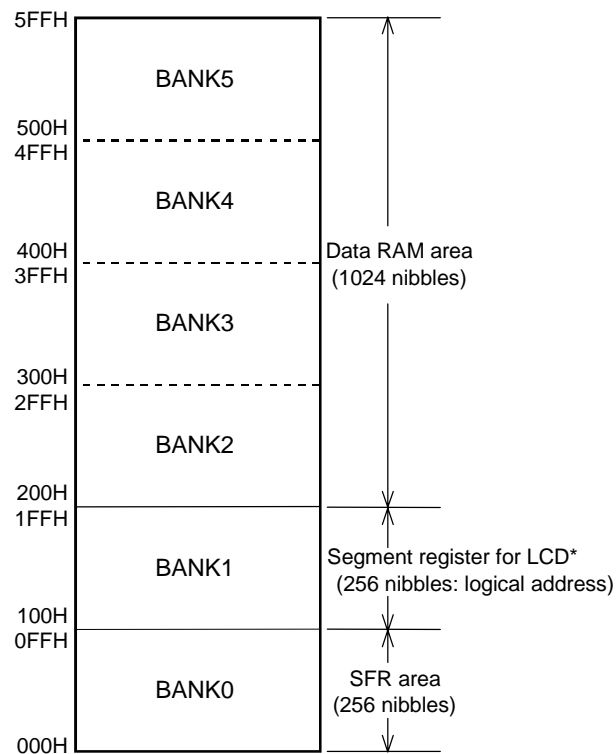 5FFH
BANK5
500H
4FFH
BANK4
400H
3FFH
Data RAM area
(1024 nibbles)
BANK3
300H
2FFH
BANK2
200H
1FFH
BANK1
Segment register for LCD*
(256 nibbles: logical address)
100H
0FFH
BANK0
SFR area
(256 nibbles)
000H